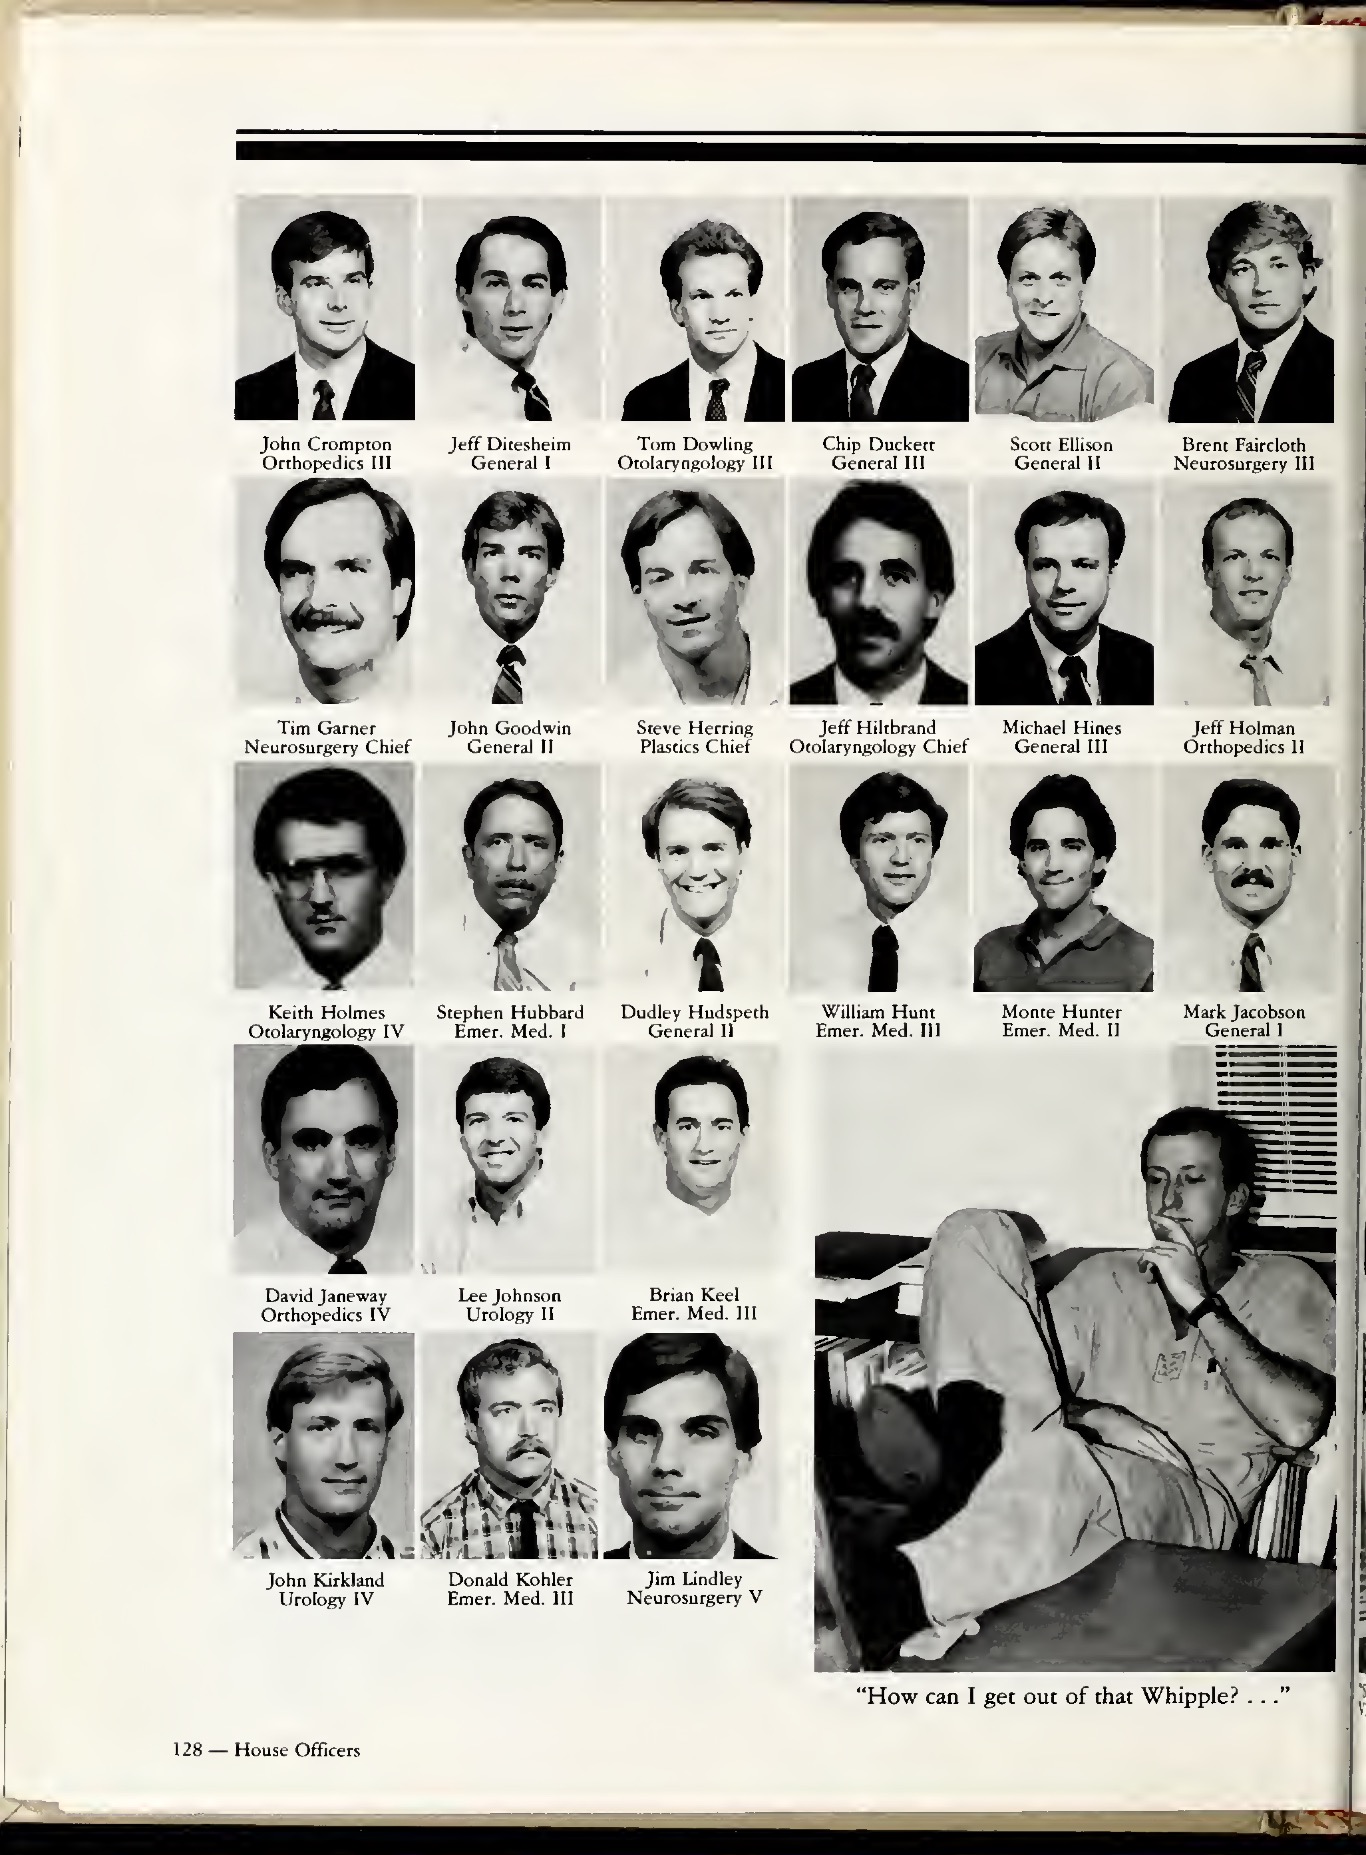 John Crompton
Orthopedics III
Jeff Ditesheim
General I
Tom Dowling
Otolaryngology III
Chip Duckett
General III
Scott Ellison
General II
Brent Faircloth
Neurosurgery III
Tim Garner
Neurosurgery Chief
John Goodwin
General II
Steve Herring
Plastics Chief
Jeff Hiltbrand
Otolaryngology Chief
Michael Hines
General III
Jeff Holman
Orthopedics II
Keith Holmes
Otolaryngology IV
Stephen Hubbard
Emer. Med. I
Dudley Hudspeth
General II
William Hunt
Emer. Med. III
Monte Hunter
Emer. Med. II
Mark Jacobson
General I
David Janeway
Orthopedics IV
Lee Johnson
Urology II
Brian Keel
Emer. Med. III
John Kirkland
Urology IV
Donald Kohler
Emer. Med. III
Jim Lindley
Neurosurgery V
"How can I get out of that Whipple? . . ."
128 — House Officers